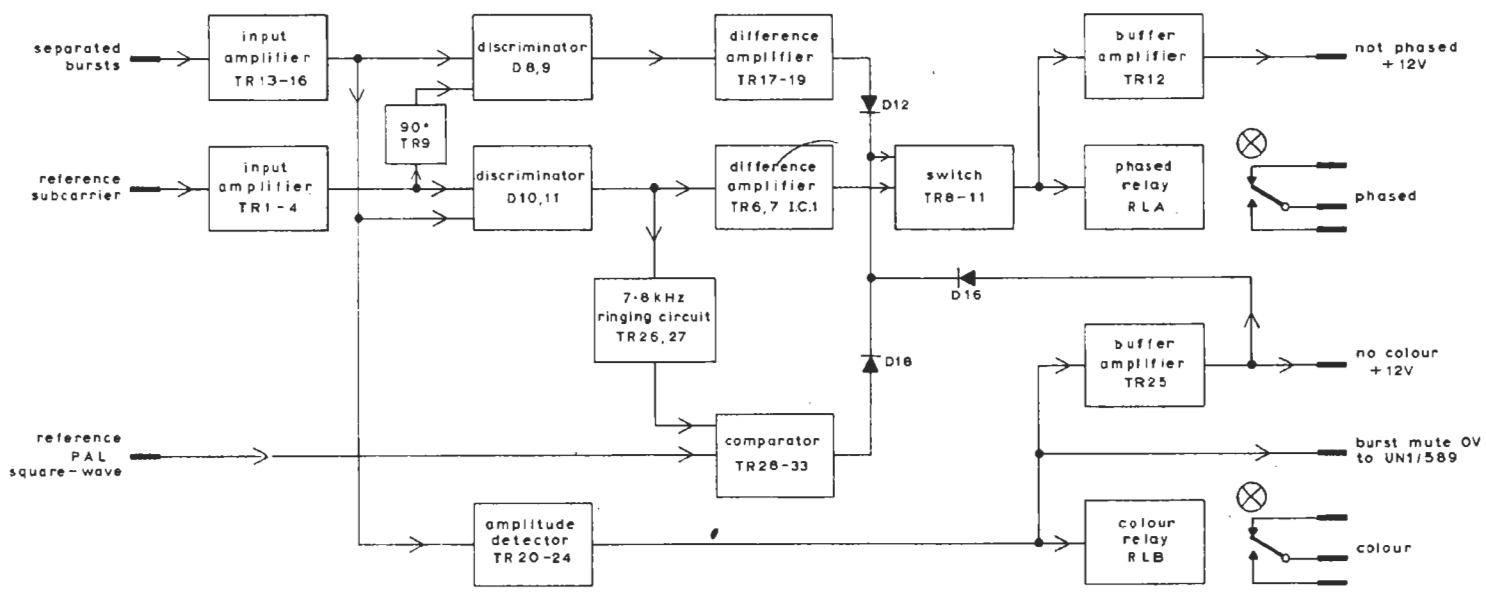 separated
bursts
input
amplifier
TR13-16
discriminator
D8,9
difference
amplifier
TR17-19
buffer
amplifier
TR12
not phased
+12V
D12
90°
TR9
reference
subcarrier
input
amplifier
TR1-4
discriminator
D10,11
difference
amplifier
TR6,7 I.C.1
switch
TR8-11
phased
relay
RLA
phased
7·8kHz
ringing circuit
TR26,27
D16
D18
buffer
amplifier
TR25
no colour
+12V
reference
PAL
square-wave
comparator
TR28-33
burst mute 0V
to UN1/589
amplitude
detector
TR20-24
colour
relay
RLB
colour